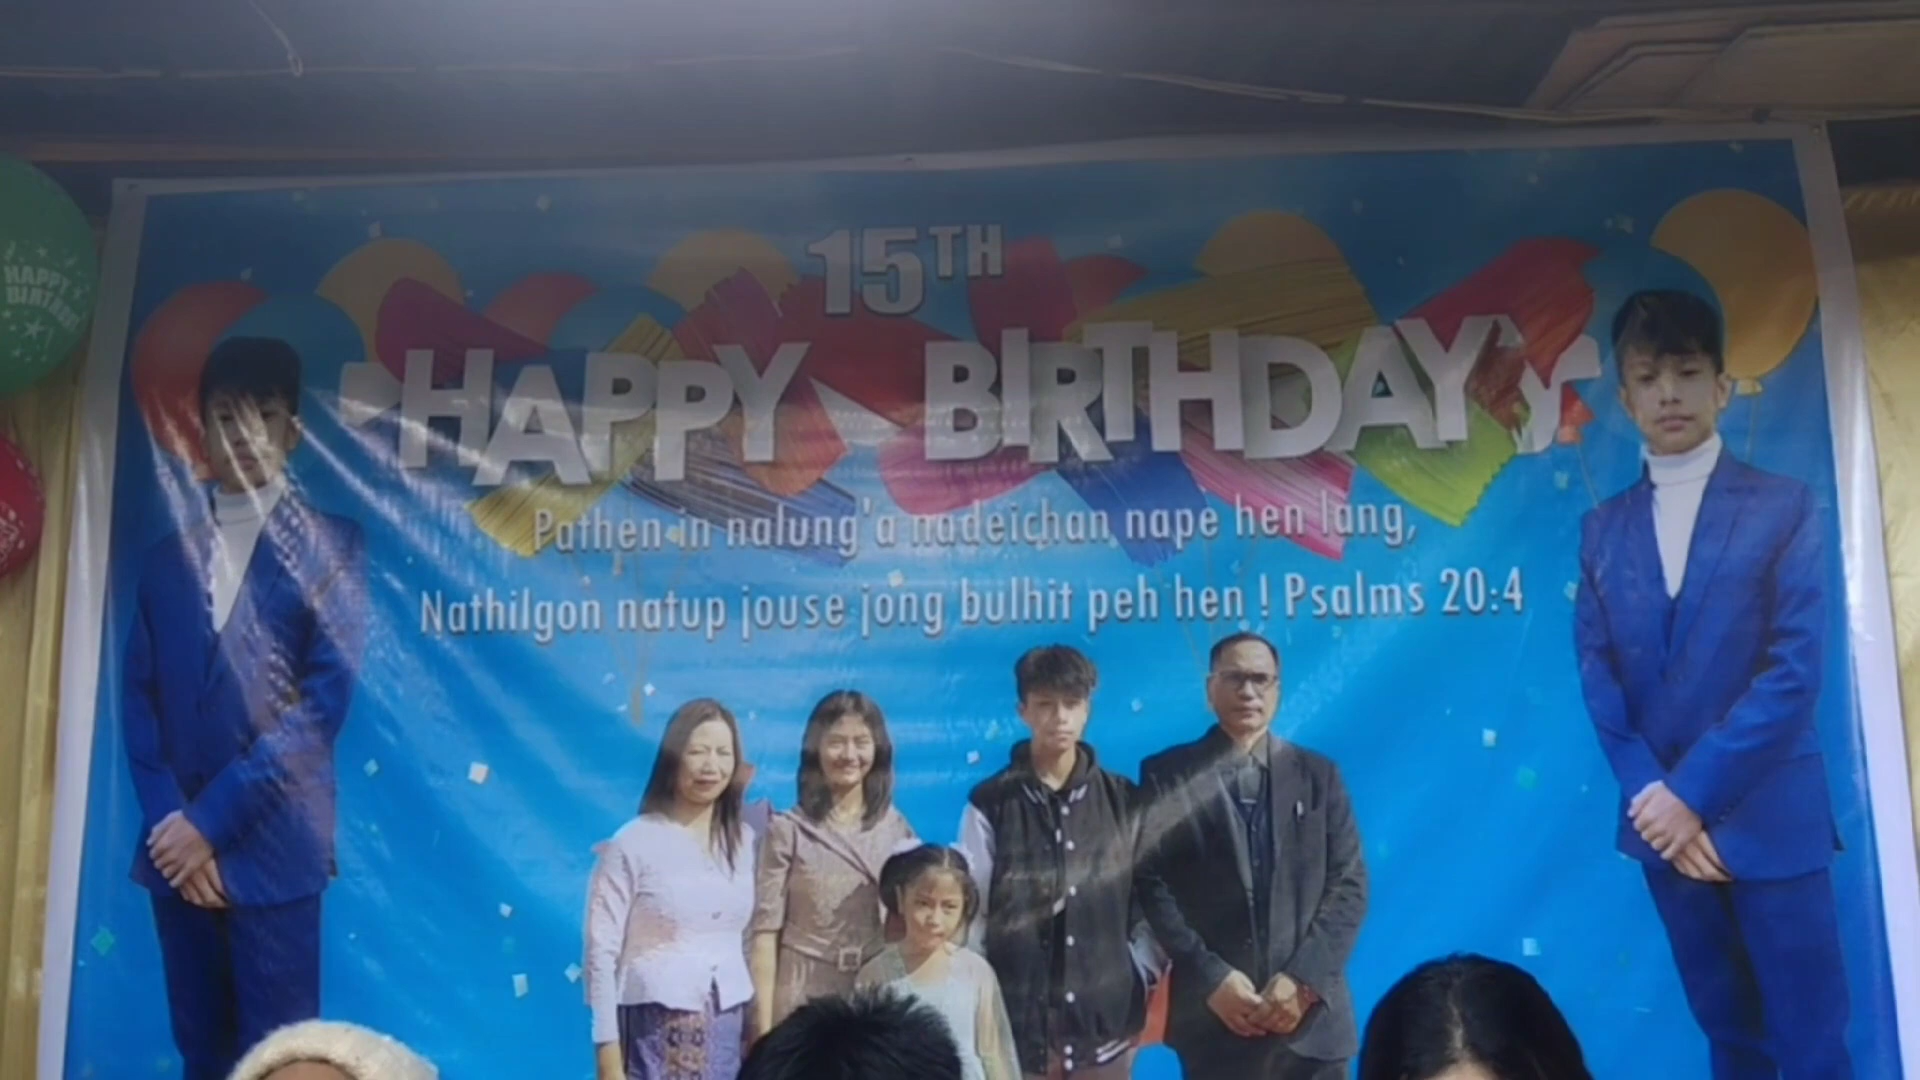 15TH
HAPPY BIRTHDAY
Pathen in nalung'a nadeichan nape hen lang,
Nathilgon natup jouse jong bulhit peh hen ! Psalms 20:4
HAPPY
BIRTHDAY